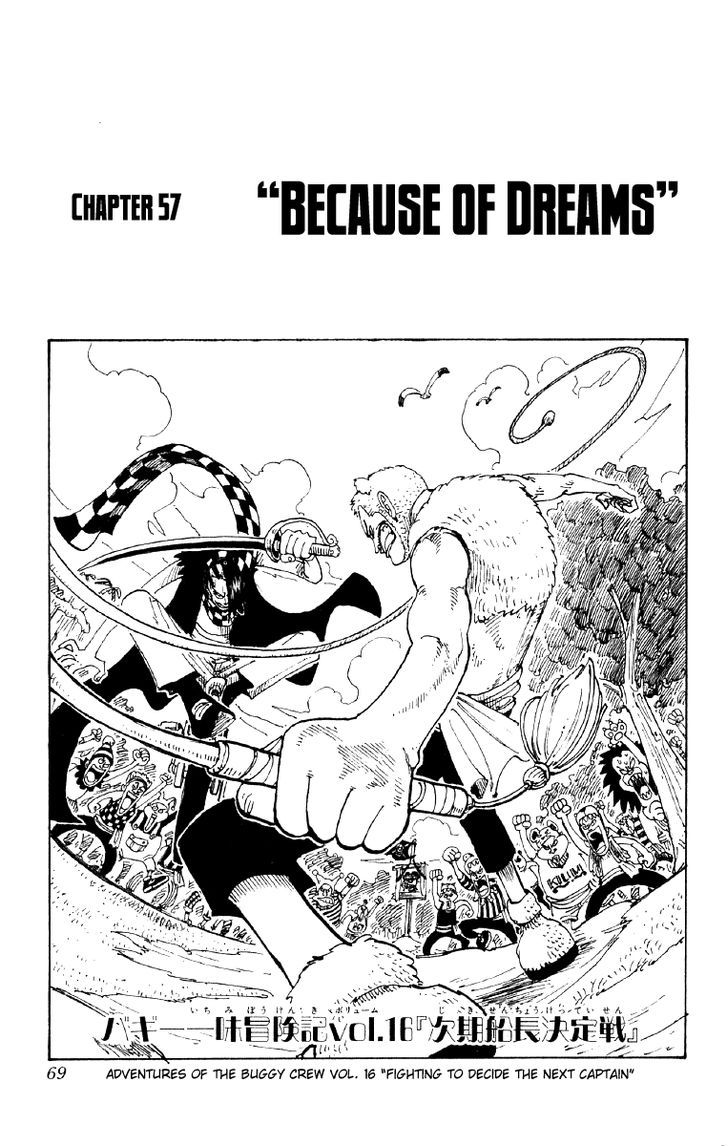 CHAPTER 57
“BECAUSE OF DREAMS”
バギー一味冒険記vol.16『次期船長決定戦』
69
ADVENTURES OF THE BUGGY CREW VOL. 16 “FIGHTING TO DECIDE THE NEXT CAPTAIN”